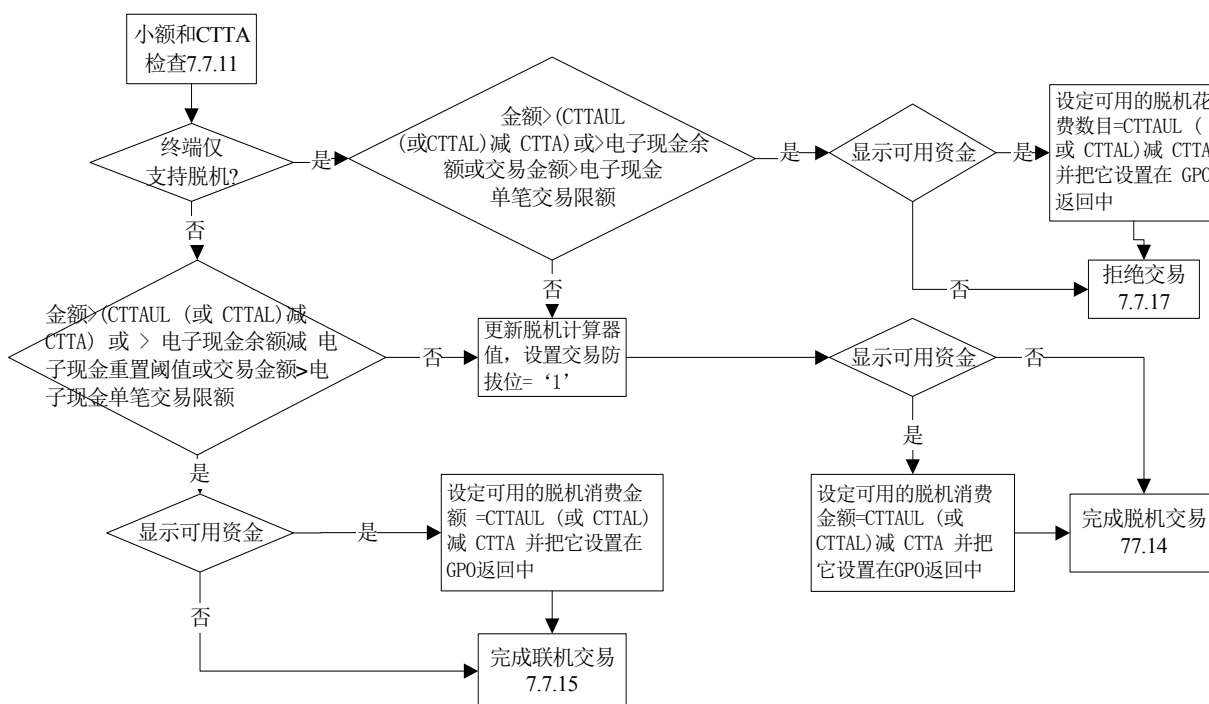 小额和CTTA
检查7.7.11
终端仅
支持脱机?
是
金额>(CTTAUL
(或CTTAL)减 CTTA)或>电子现金余
额或交易金额>电子现金
单笔交易限额
是
显示可用资金
是
设定可用的脱机花
费数目=CTTAUL (
或 CTTAL)减 CTTA
并把它设置在 GPO
返回中
否
拒绝交易
7.7.17
否
否
金额>(CTTAUL (或 CTTAL)减
CTTA) 或 > 电子现金余额减 电
子现金重置阈值或交易金额>电
子现金单笔交易限额
否
更新脱机计算器
值，设置交易防
拔位=‘1’
显示可用资金
否
是
设定可用的脱机消费
金额=CTTAUL (或
CTTAL)减 CTTA 并把
它设置在GPO返回中
完成脱机交易
77.14
是
显示可用资金
是
设定可用的脱机消费金
额 =CTTAUL (或 CTTAL)
减 CTTA 并把它设置在
GPO返回中
否
完成联机交易
7.7.15